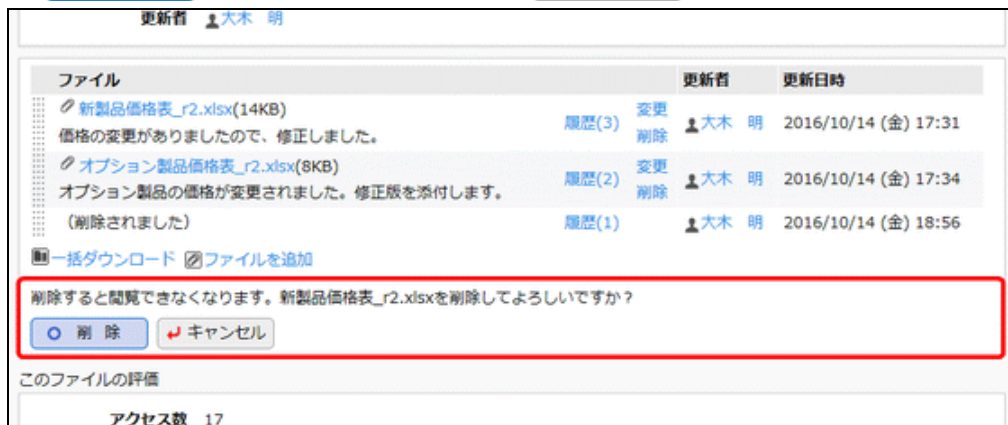 更新者 大木 明
ファイル 更新者 更新日時
新製品価格表_r2.xlsx(14KB)
価格の変更がありましたので、修正しました。
履歴(3) 変更 削除 大木 明 2016/10/14 (金) 17:31
オプション製品価格表_r2.xlsx(8KB)
オプション製品の価格が変更されました。修正版を添付します。
履歴(2) 変更 削除 大木 明 2016/10/14 (金) 17:34
（削除されました） 履歴(1) 大木 明 2016/10/14 (金) 18:56
一括ダウンロード ファイルを追加
削除すると閲覧できなくなります。新製品価格表_r2.xlsxを削除してよろしいですか？
削 除 キャンセル
このファイルの評価
アクセス数 17